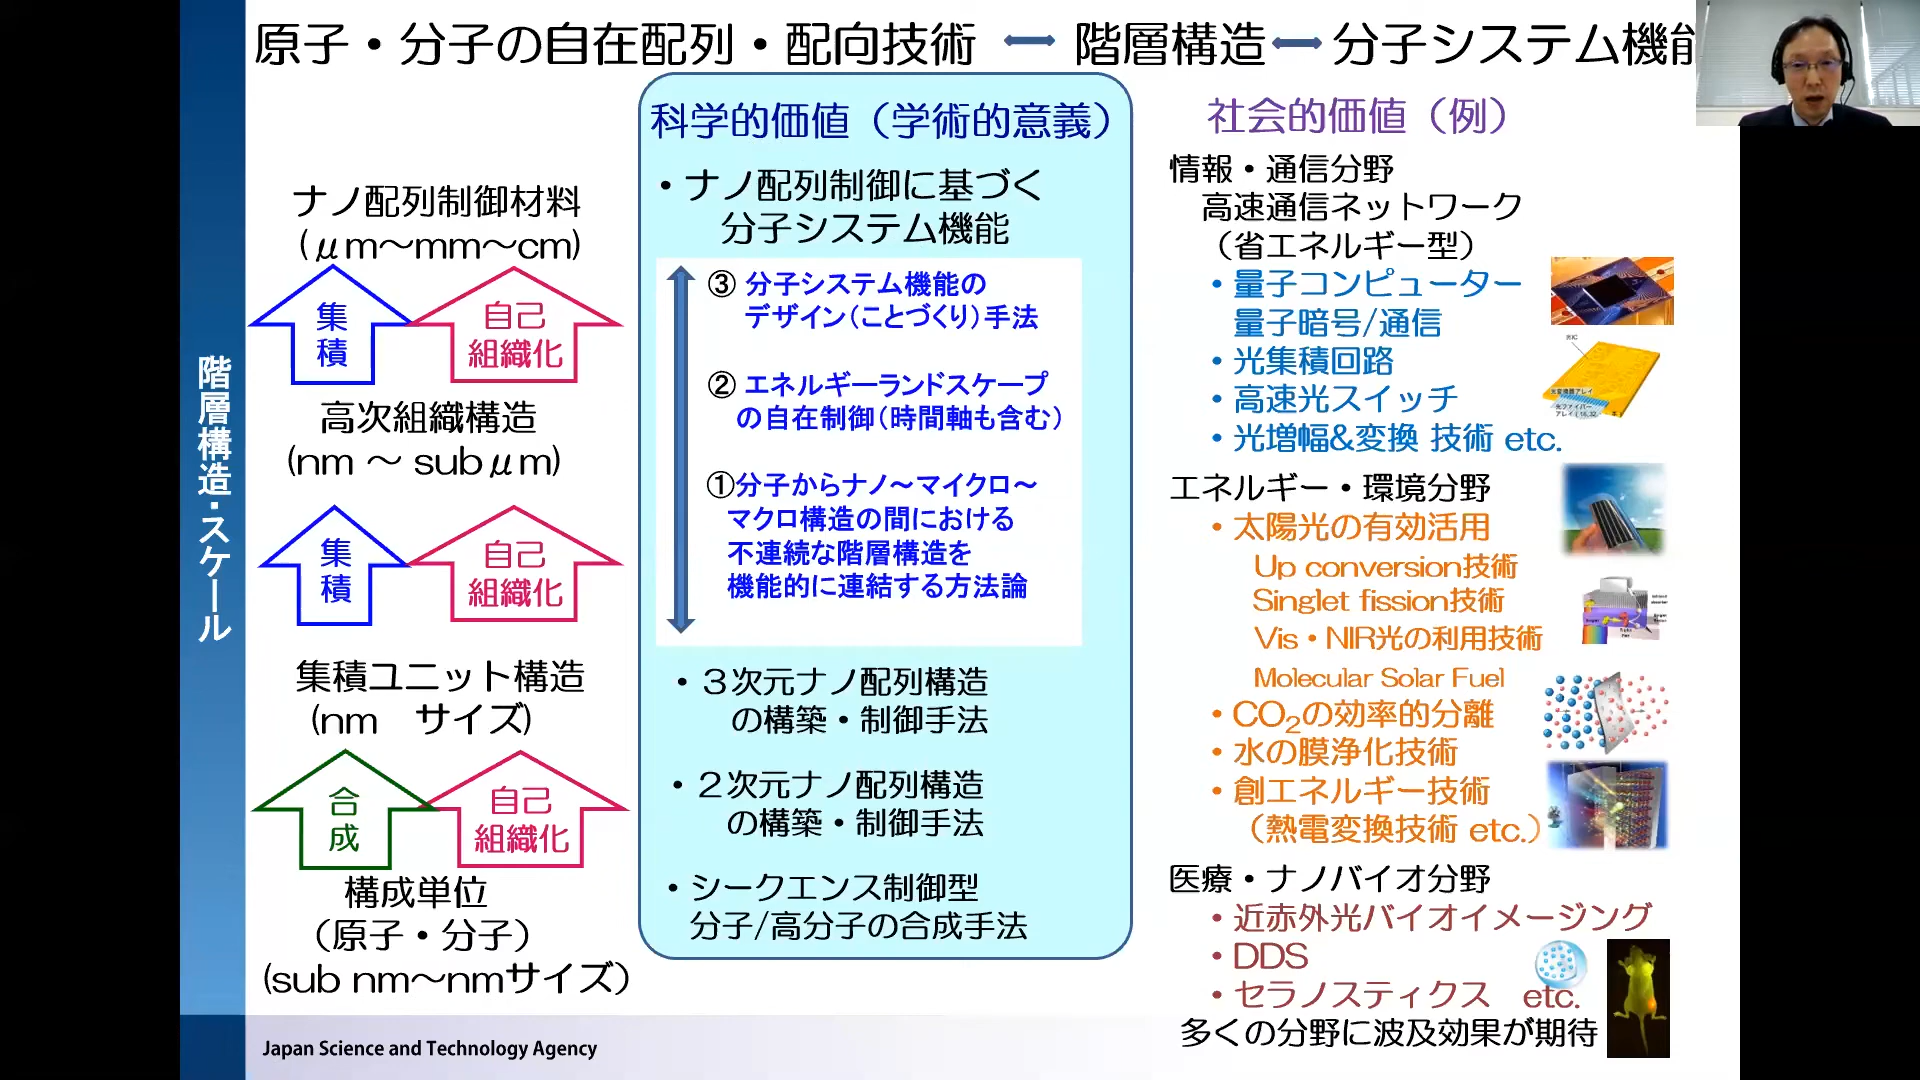 原子・分子の自在配列・配向技術 階層構造 分子システム機能
階層構造・スケール
ナノ配列制御材料
(μm～mm～cm)
集積
自己組織化
高次組織構造
(nm ～ subμm)
集積
自己組織化
集積ユニット構造
(nm サイズ)
合成
自己組織化
構成単位
(原子・分子)
(sub nm～nmサイズ)
科学的価値（学術的意義）
・ナノ配列制御に基づく
分子システム機能
③ 分子システム機能の
デザイン（ことづくり）手法
② エネルギーランドスケープ
の自在制御（時間軸も含む）
①分子からナノ～マイクロ～
マクロ構造の間における
不連続な階層構造を
機能的に連結する方法論
・３次元ナノ配列構造
の構築・制御手法
・２次元ナノ配列構造
の構築・制御手法
・シークエンス制御型
分子/高分子の合成手法
社会的価値（例）
情報・通信分野
高速通信ネットワーク
（省エネルギー型）
・量子コンピューター
量子暗号/通信
・光集積回路
・高速光スイッチ
・光増幅&変換 技術 etc.
エネルギー・環境分野
・太陽光の有効活用
Up conversion技術
Singlet fission技術
Vis・NIR光の利用技術
Molecular Solar Fuel
・CO2の効率的分離
・水の膜浄化技術
・創エネルギー技術
（熱電変換技術 etc.）
医療・ナノバイオ分野
・近赤外光バイオイメージング
・DDS
・セラノスティクス etc.
多くの分野に波及効果が期待
Japan Science and Technology Agency